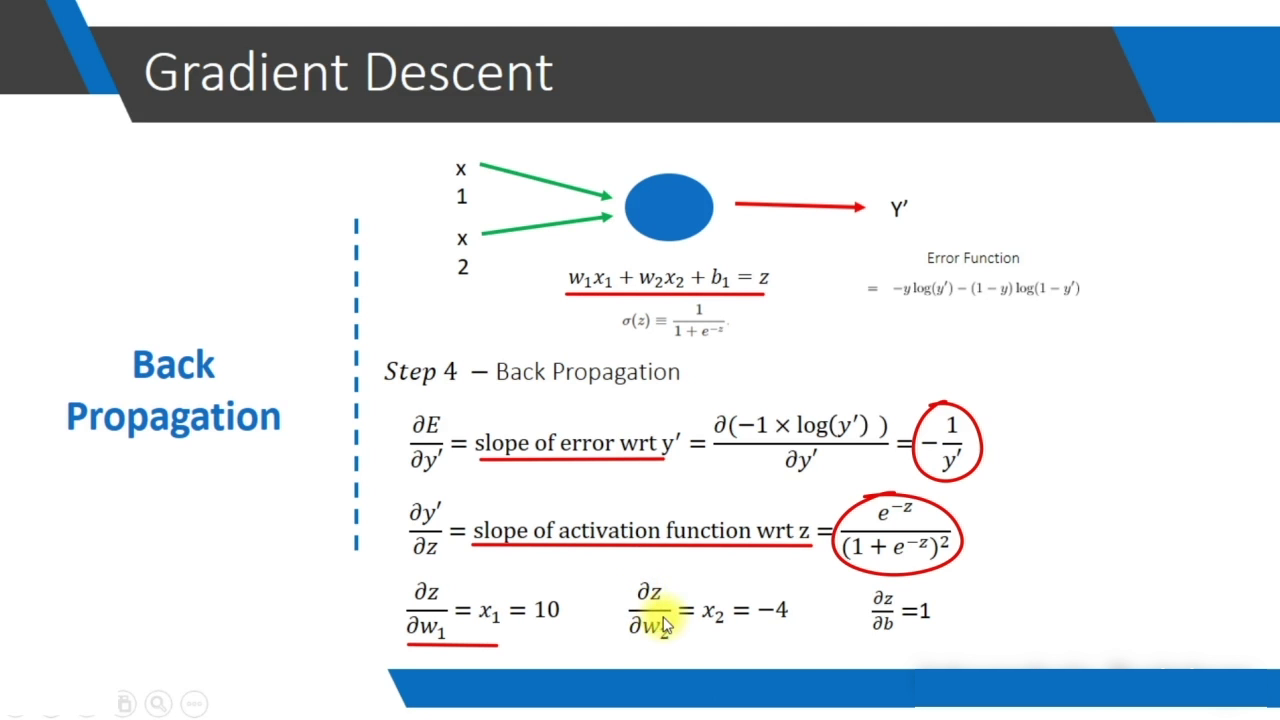 Gradient Descent
x
1
x
2
Y′
w₁x₁ + w₂x₂ + b₁ = z
σ(z) ≡ 1 / (1 + e⁻ᶻ).
Error Function
= −y log(y′) − (1 − y) log(1 − y′)
Back
Propagation
Step 4 − Back Propagation
∂E/∂y′ = slope of error wrt y′ = ∂(−1 × log(y′) )/∂y′ = − 1/y′
∂y′/∂z = slope of activation function wrt z = e⁻ᶻ/(1 + e⁻ᶻ)²
∂z/∂w₁ = x₁ = 10
∂z/∂w₂ = x₂ = −4
∂z/∂b =1